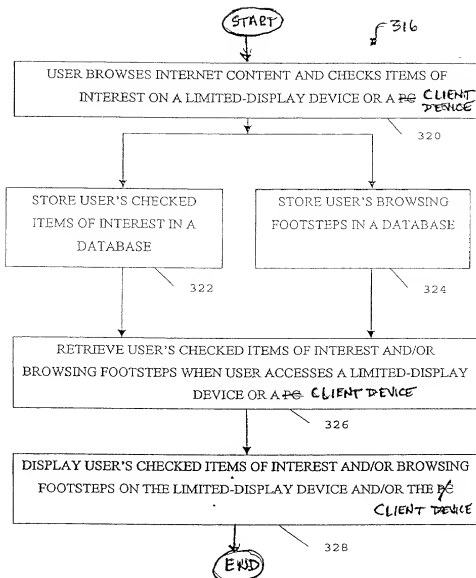 START
316
USER BROWSES INTERNET CONTENT AND CHECKS ITEMS OF
INTEREST ON A LIMITED-DISPLAY DEVICE OR A PC CLIENT
DEVICE
320
STORE USER'S CHECKED
ITEMS OF INTEREST IN A
DATABASE
322
STORE USER'S BROWSING
FOOTSTEPS IN A DATABASE
324
RETRIEVE USER'S CHECKED ITEMS OF INTEREST AND/OR
BROWSING FOOTSTEPS WHEN USER ACCESSES A LIMITED-DISPLAY
DEVICE OR A PC CLIENT DEVICE
326
DISPLAY USER'S CHECKED ITEMS OF INTEREST AND/OR BROWSING
FOOTSTEPS ON THE LIMITED-DISPLAY DEVICE AND/OR THE PC
CLIENT DEVICE
328
END